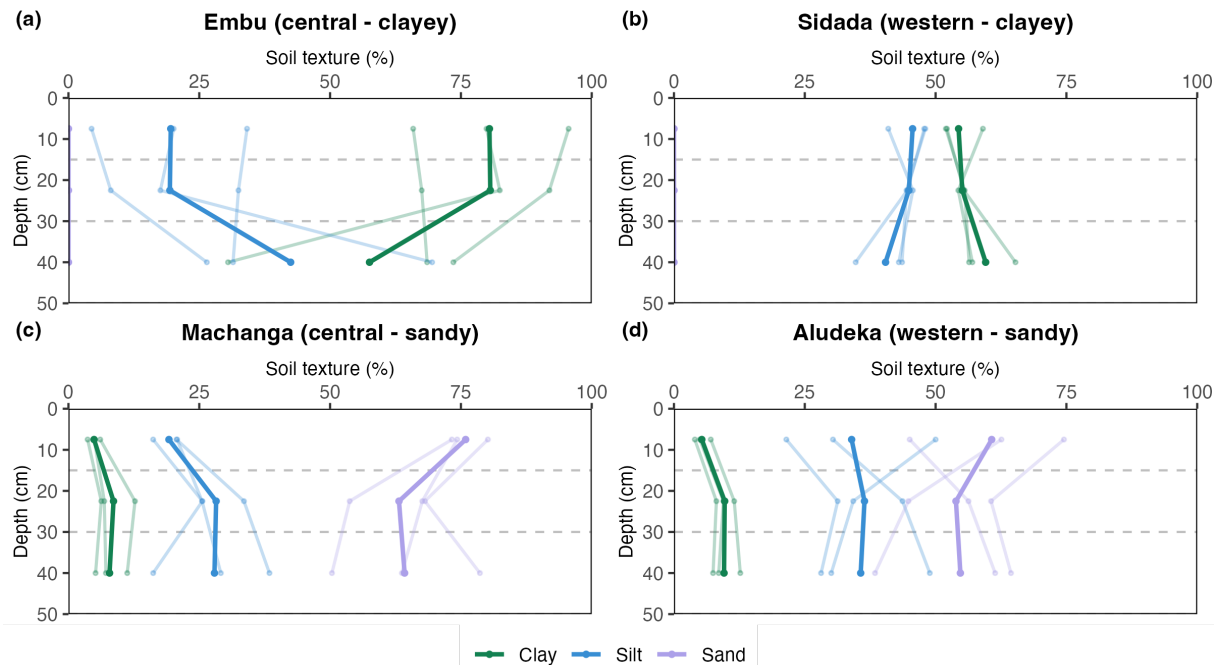 (a) Embu (central - clayey)
Soil texture (%)
0 25 50 75 100
Depth (cm)
0
10
20
30
40
50
(b) Sidada (western - clayey)
Soil texture (%)
0 25 50 75 100
Depth (cm)
0
10
20
30
40
50
(c) Machanga (central - sandy)
Soil texture (%)
0 25 50 75 100
Depth (cm)
0
10
20
30
40
50
(d) Aludeka (western - sandy)
Soil texture (%)
0 25 50 75 100
Depth (cm)
0
10
20
30
40
50
Clay Silt Sand